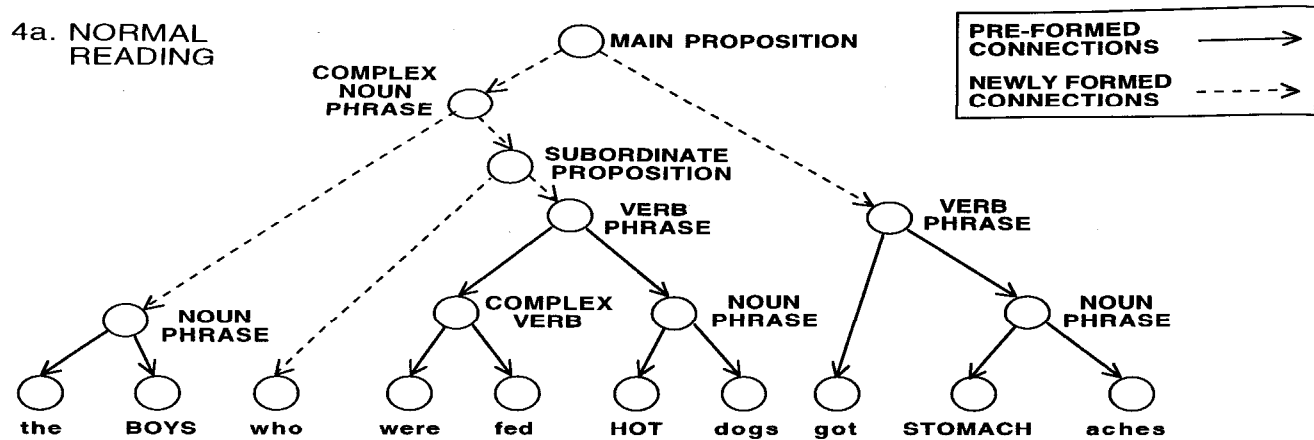 4a. NORMAL
READING
MAIN PROPOSITION
PRE-FORMED
CONNECTIONS
NEWLY FORMED
CONNECTIONS
COMPLEX
NOUN
PHRASE
SUBORDINATE
PROPOSITION
VERB
PHRASE
VERB
PHRASE
NOUN
PHRASE
COMPLEX
VERB
NOUN
PHRASE
NOUN
PHRASE
the BOYS who were fed HOT dogs got STOMACH aches